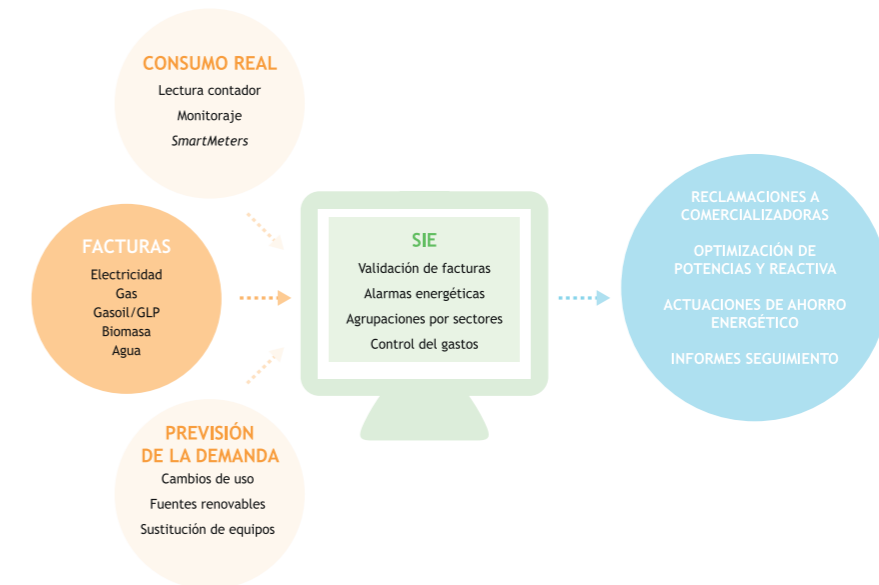 CONSUMO REAL
Lectura contador
Monitoraje
SmartMeters
FACTURAS
Electricidad
Gas
Gasoil/GLP
Biomasa
Agua
PREVISIÓN
DE LA DEMANDA
Cambios de uso
Fuentes renovables
Sustitución de equipos
SIE
Validación de facturas
Alarmas energéticas
Agrupaciones por sectores
Control del gastos
RECLAMACIONES A
COMERCIALIZADORAS
OPTIMIZACIÓN DE
POTENCIAS Y REACTIVA
ACTUACIONES DE AHORRO
ENERGÉTICO
INFORMES SEGUIMIENTO